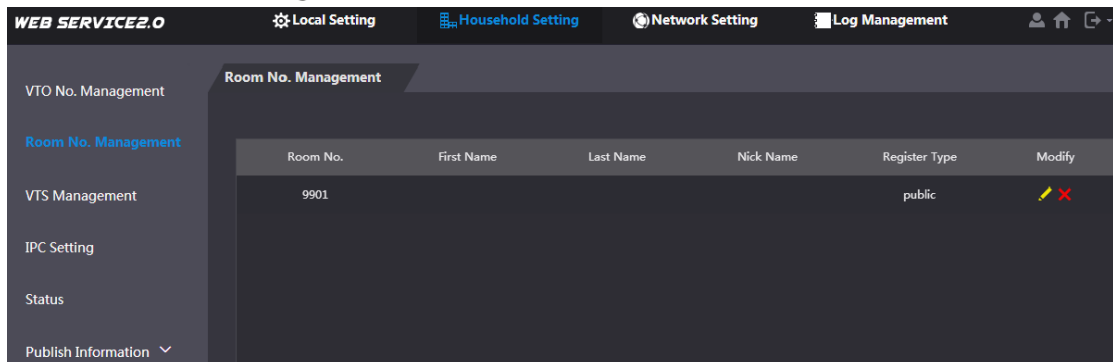 WEB SERVICE2.0 Local Setting Household Setting Network Setting Log Management
VTO No. Management
Room No. Management
VTS Management
IPC Setting
Status
Publish Information
Room No. Management
Room No. First Name Last Name Nick Name Register Type Modify
9901 public